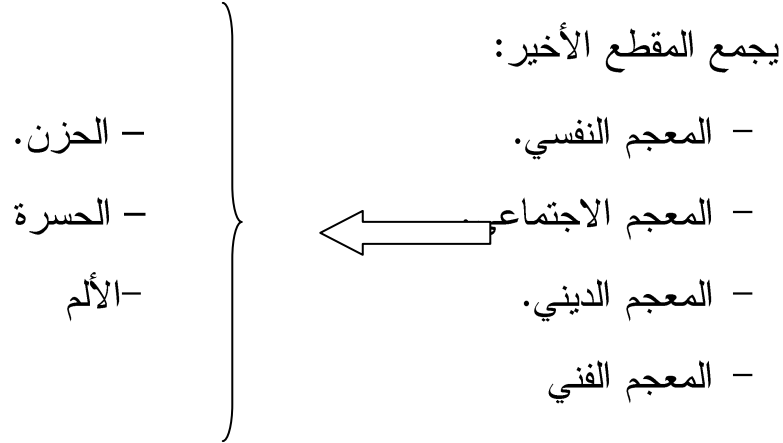 يجمع المقطع الأخير:
– المعجم النفسي.
– المعجم الاجتماعي.
– المعجم الديني.
– المعجم الفني
– الحزن.
– الحسرة
–الألم